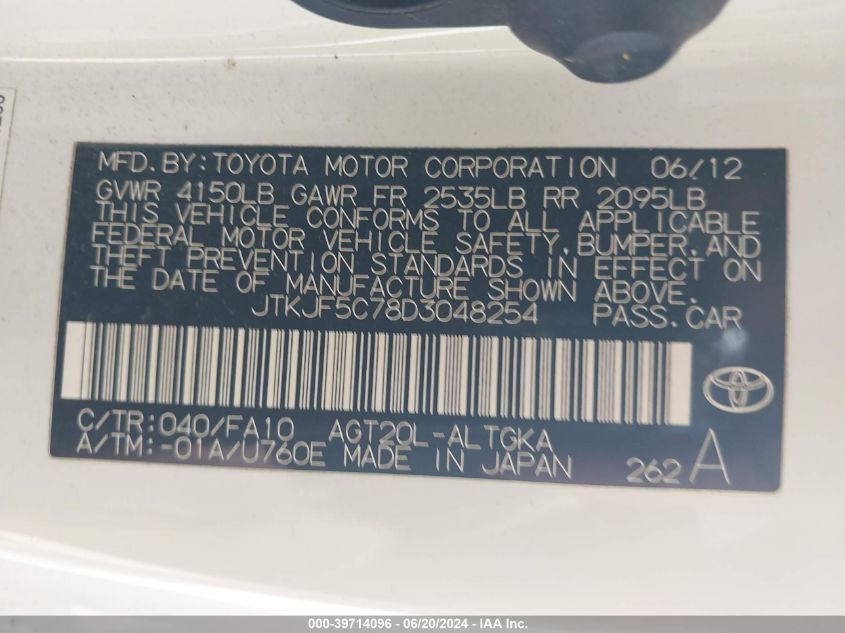 MFD.BY:TOYOTA MOTOR CORPORATION 06/12
GVWR 4150LB GAWR FR 2535LB RR 2095LB
THIS VEHICLE CONFORMS TO ALL APPLICABLE
FEDERAL MOTOR VEHICLE SAFETY,BUMPER,AND
THEFT PREVENTION STANDARDS IN EFFECT ON
THE DATE OF MANUFACTURE SHOWN ABOVE.
JTKJF5C78D3048254 PASS.CAR
C/TR:040/FA10 AGT20L-ALTGKA
A/TM:-01A/U760E MADE IN JAPAN 262 A
000-39714096 - 06/20/2024 - IAA Inc.